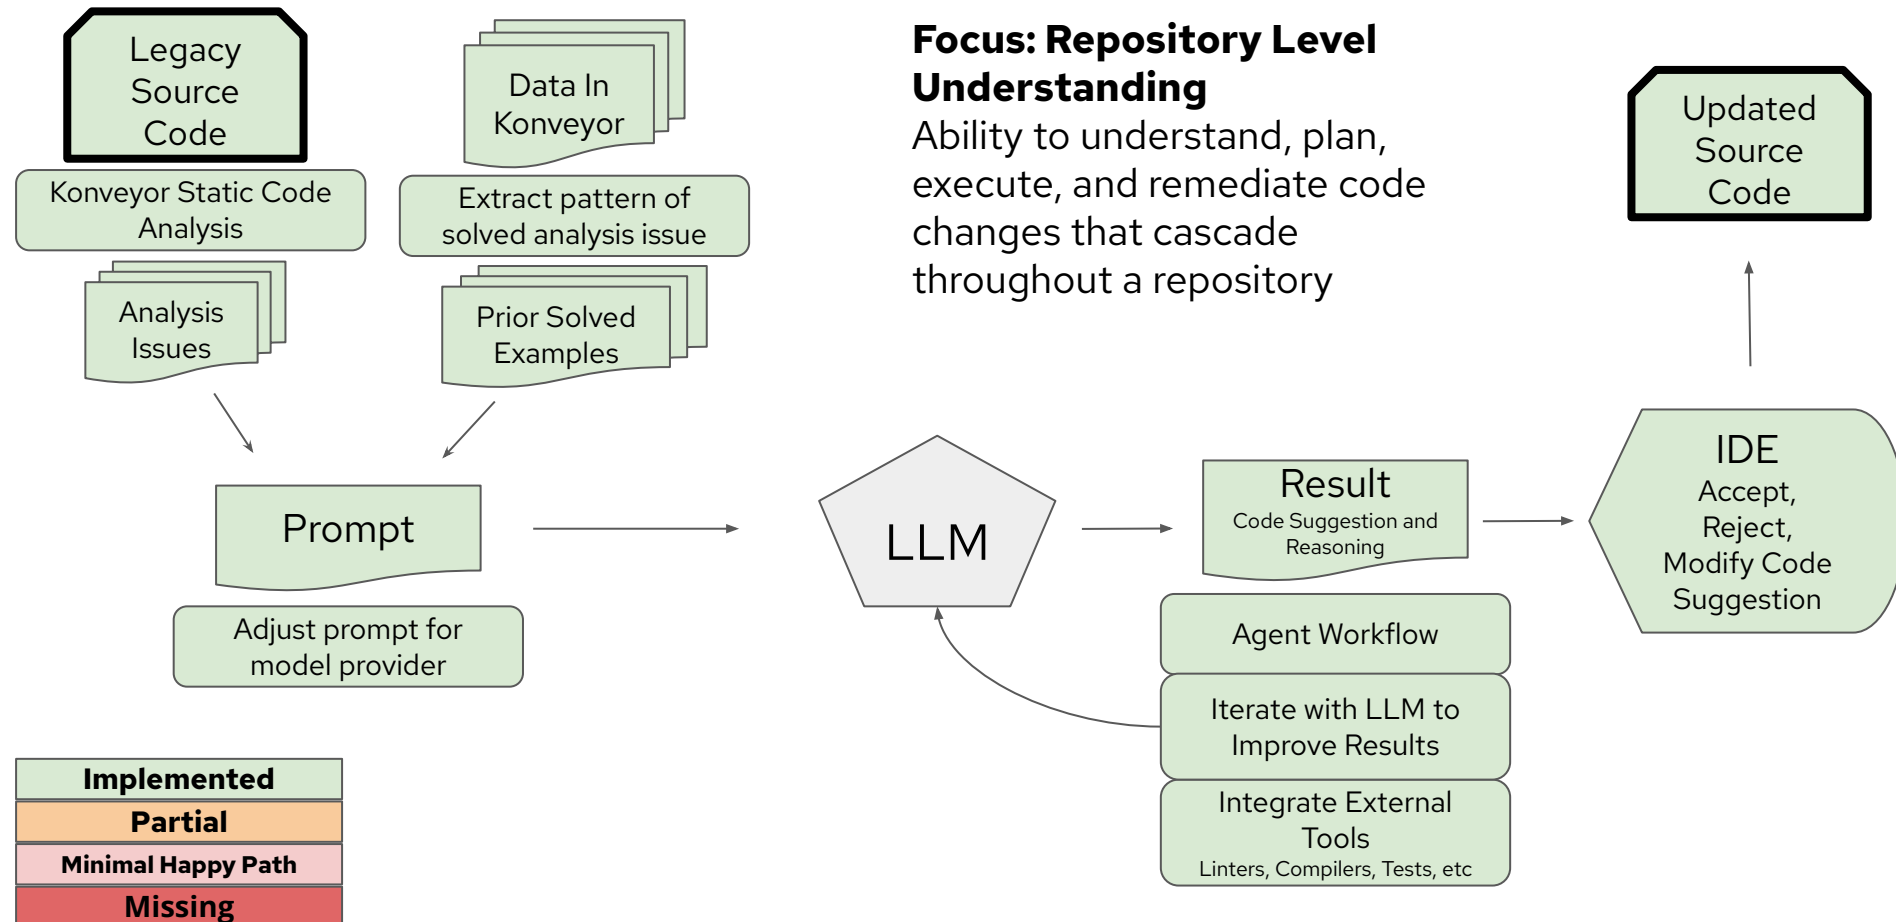 Legacy
Source
Code
Konveyor Static Code
Analysis
Analysis
Issues
Data In
Konveyor
Extract pattern of
solved analysis issue
Prior Solved
Examples
Focus: Repository Level
Understanding
Ability to understand, plan,
execute, and remediate code
changes that cascade
throughout a repository
Updated
Source
Code
Prompt
Adjust prompt for
model provider
LLM
Result
Code Suggestion and
Reasoning
Agent Workflow
Iterate with LLM to
Improve Results
Integrate External
Tools
Linters, Compilers, Tests, etc
IDE
Accept,
Reject,
Modify Code
Suggestion
Implemented
Partial
Minimal Happy Path
Missing